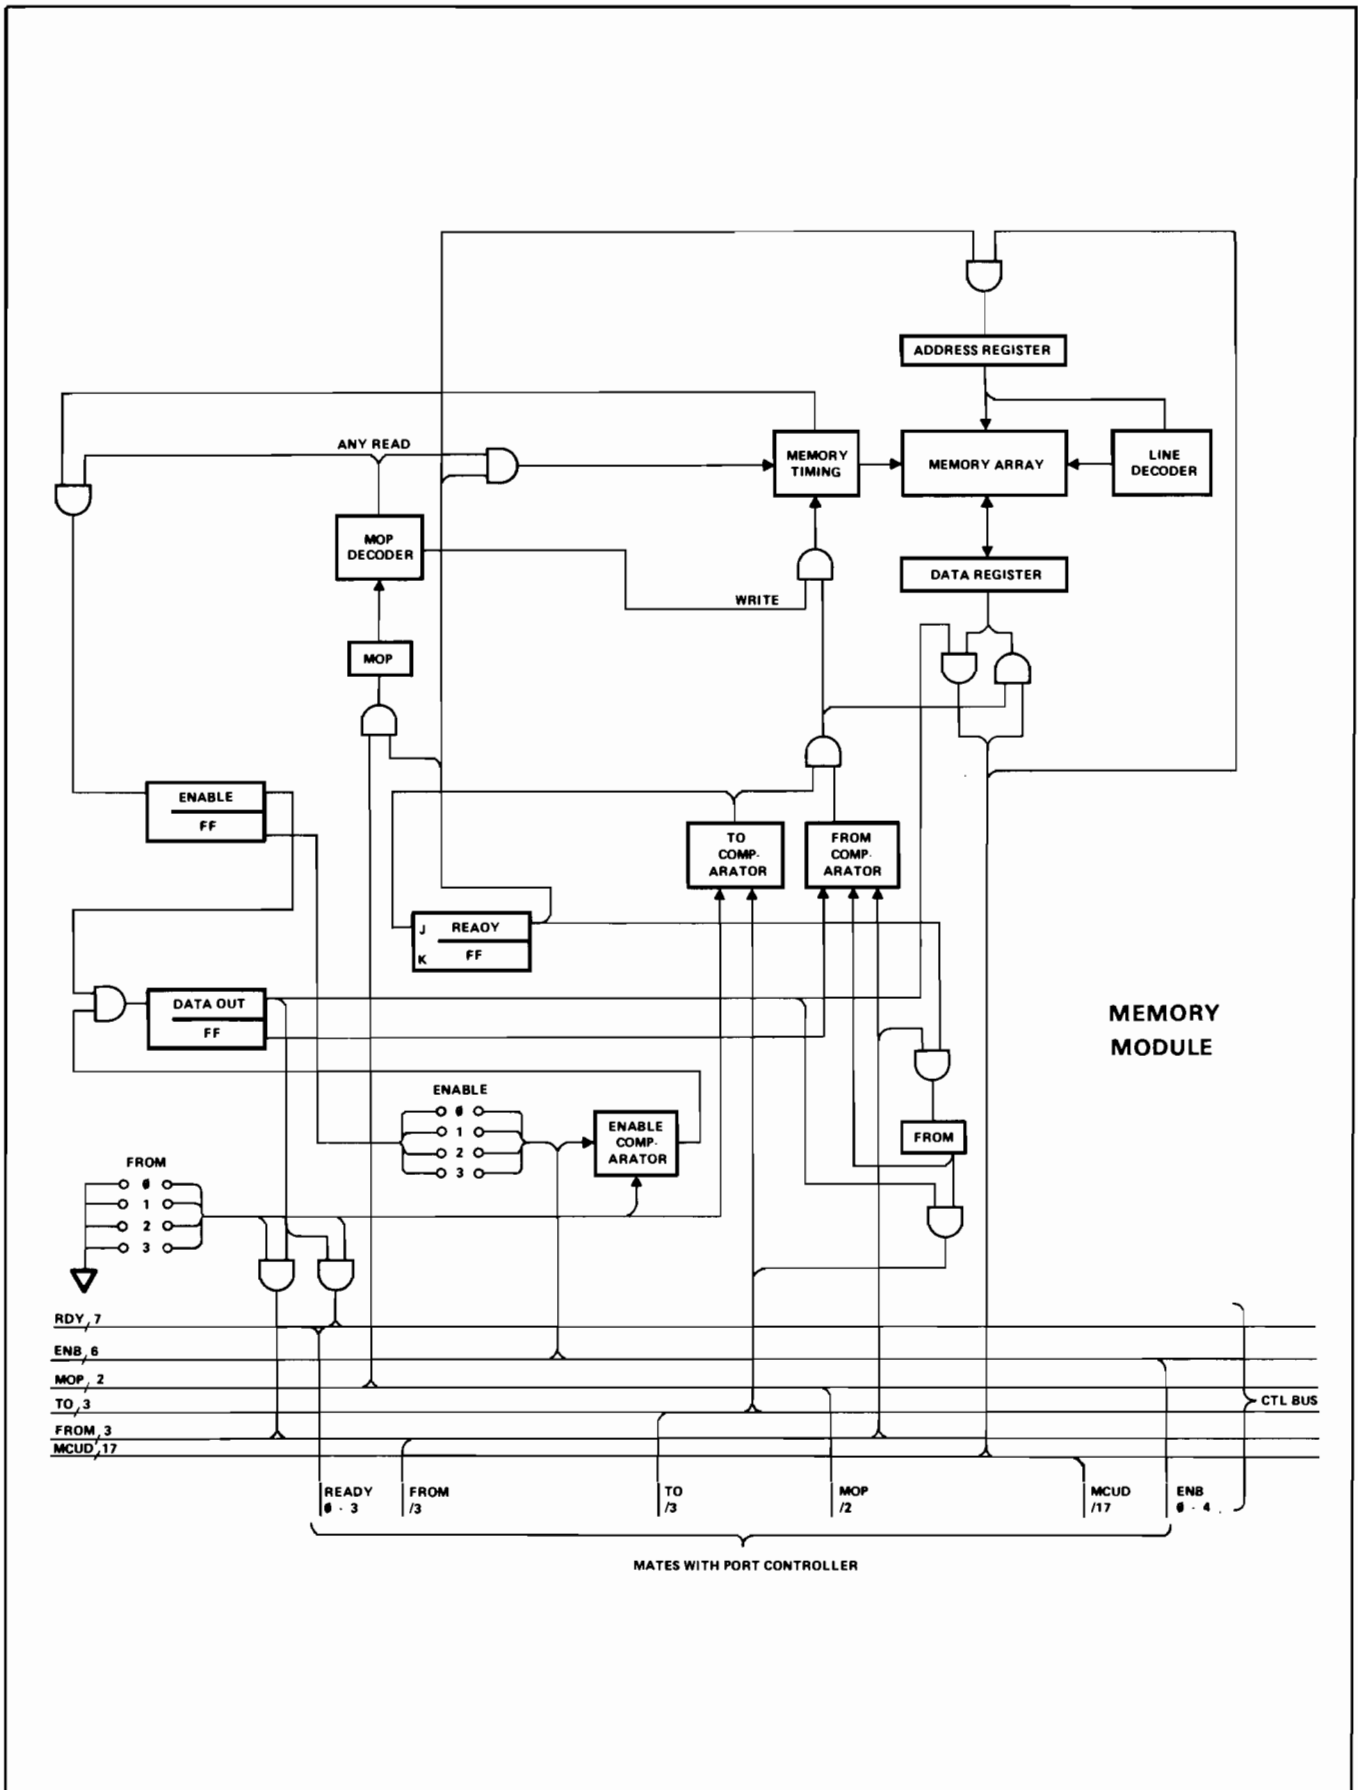 ADDRESS REGISTER
ANY READ
MEMORY
TIMING
MEMORY ARRAY
LINE
DECODER
MOP
DECODER
DATA REGISTER
WRITE
MOP
ENABLE
FF
TO
COMP-
ARATOR
FROM
COMP-
ARATOR
J READY
K FF
DATA OUT
FF
MEMORY
MODULE
ENABLE
0
1
2
3
ENABLE
COMP-
ARATOR
FROM
FROM
0
1
2
3
RDY/7
ENB/6
MOP/2
TO/3
FROM/3
MCUD/17
CTL BUS
READY
0 - 3
FROM
/3
TO
/3
MOP
/2
MCUD
/17
ENB
0 - 4
MATES WITH PORT CONTROLLER